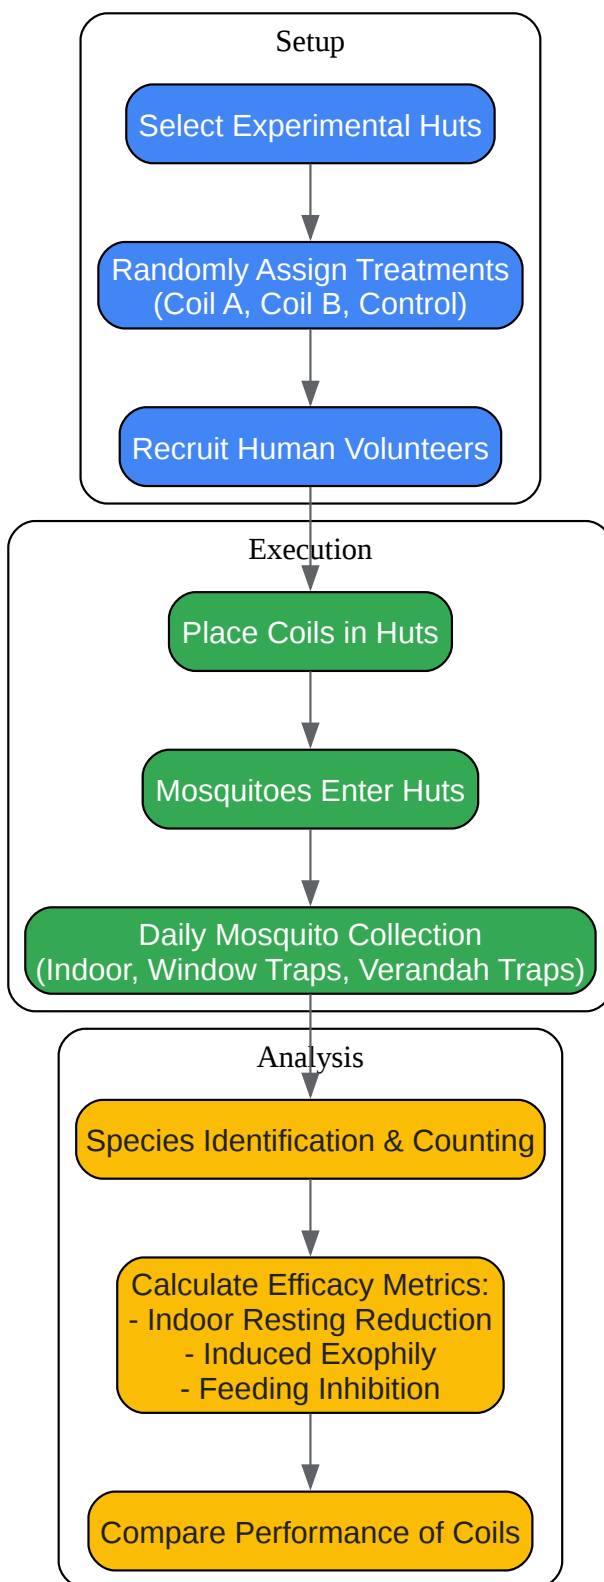 Setup
Select Experimental Huts
Randomly Assign Treatments
(Coil A, Coil B, Control)
Recruit Human Volunteers
Execution
Place Coils in Huts
Mosquitoes Enter Huts
Daily Mosquito Collection
(Indoor, Window Traps, Verandah Traps)
Analysis
Species Identification & Counting
Calculate Efficacy Metrics:
- Indoor Resting Reduction
- Induced Exophily
- Feeding Inhibition
Compare Performance of Coils